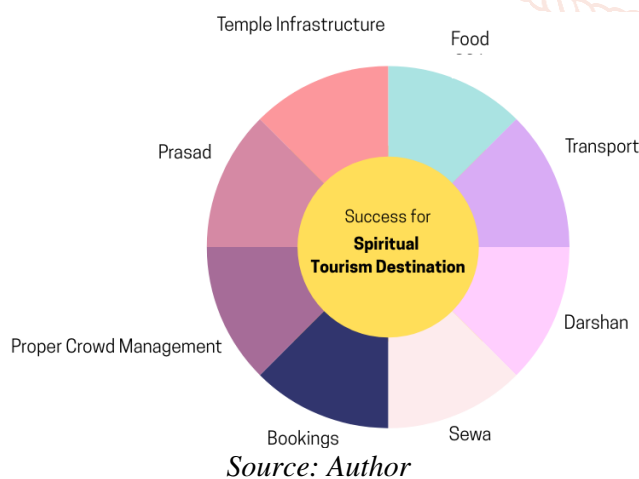 Temple Infrastructure
Food
Transport
Prasad
Success for
Spiritual
Tourism Destination
Darshan
Proper Crowd Management
Sewa
Bookings
Source: Author